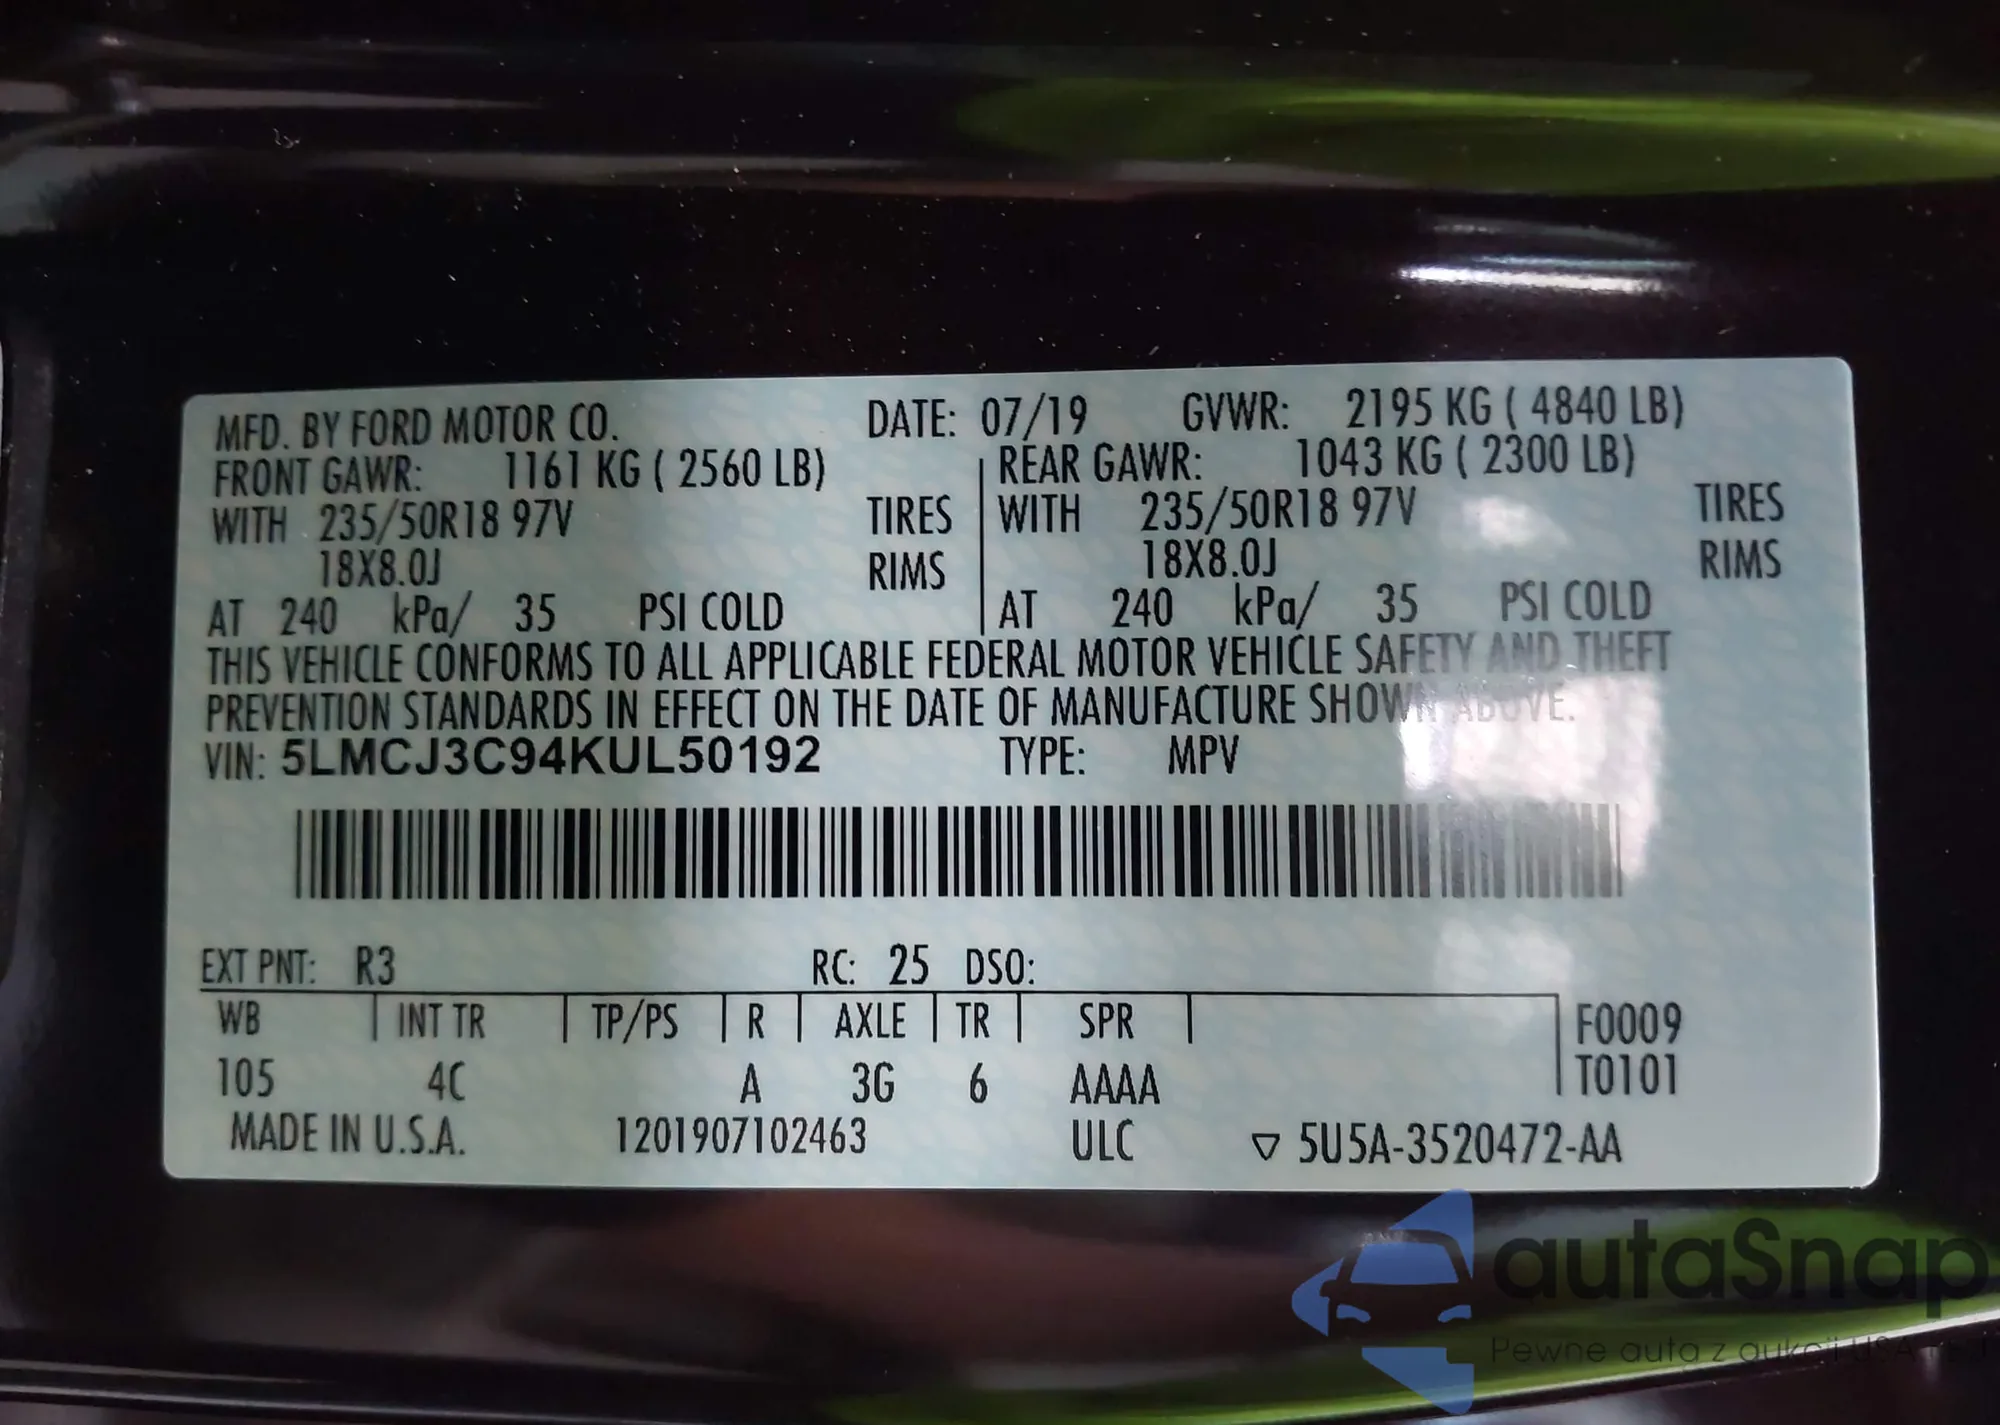 MFD. BY FORD MOTOR CO. DATE: 07/19 GVWR: 2195 KG ( 4840 LB)
FRONT GAWR: 1161 KG ( 2560 LB) REAR GAWR: 1043 KG ( 2300 LB)
WITH 235/50R18 97V TIRES WITH 235/50R18 97V TIRES
18X8.0J RIMS 18X8.0J RIMS
AT 240 kPa/ 35 PSI COLD AT 240 kPa/ 35 PSI COLD
THIS VEHICLE CONFORMS TO ALL APPLICABLE FEDERAL MOTOR VEHICLE SAFETY AND THEFT
PREVENTION STANDARDS IN EFFECT ON THE DATE OF MANUFACTURE SHOWN ABOVE.
VIN: 5LMCJ3C94KUL50192 TYPE: MPV
EXT PNT: R3 RC: 25 DSO:
WB INT TR TP/PS R AXLE TR SPR F0009
105 4C A 3G 6 AAAA T0101
MADE IN U.S.A. 1201907102463 ULC ▽ 5U5A-3520472-AA
autaSnap
Pewne auta z aukcji USA